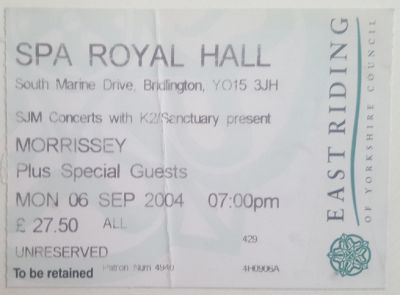 SPA ROYAL HALL
South Marine Drive, Bridlington, YO15 3JH
SJM Concerts with K2/Sanctuary present
MORRISSEY
Plus Special Guests
MON 06 SEP 2004 07:00pm
£ 27.50 ALL
429
UNRESERVED
To be retained Patron Num 4940 4H0906A
EAST RIDING
OF YORKSHIRE COUNCIL